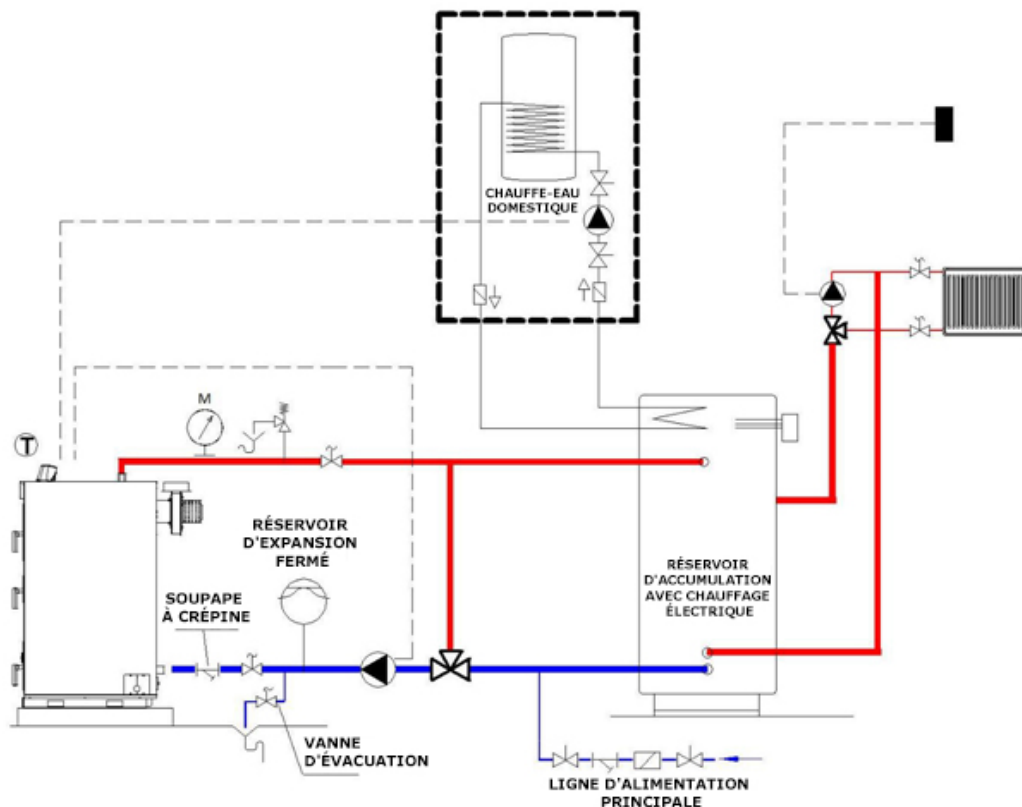 CHAUFFE-EAU
DOMESTIQUE
M
T
RÉSERVOIR
D'EXPANSION
FERMÉ
SOUPAPE
À CRÉPINE
RÉSERVOIR
D'ACCUMULATION
AVEC CHAUFFAGE
ÉLECTRIQUE
VANNE
D'ÉVACUATION
LIGNE D'ALIMENTATION
PRINCIPALE